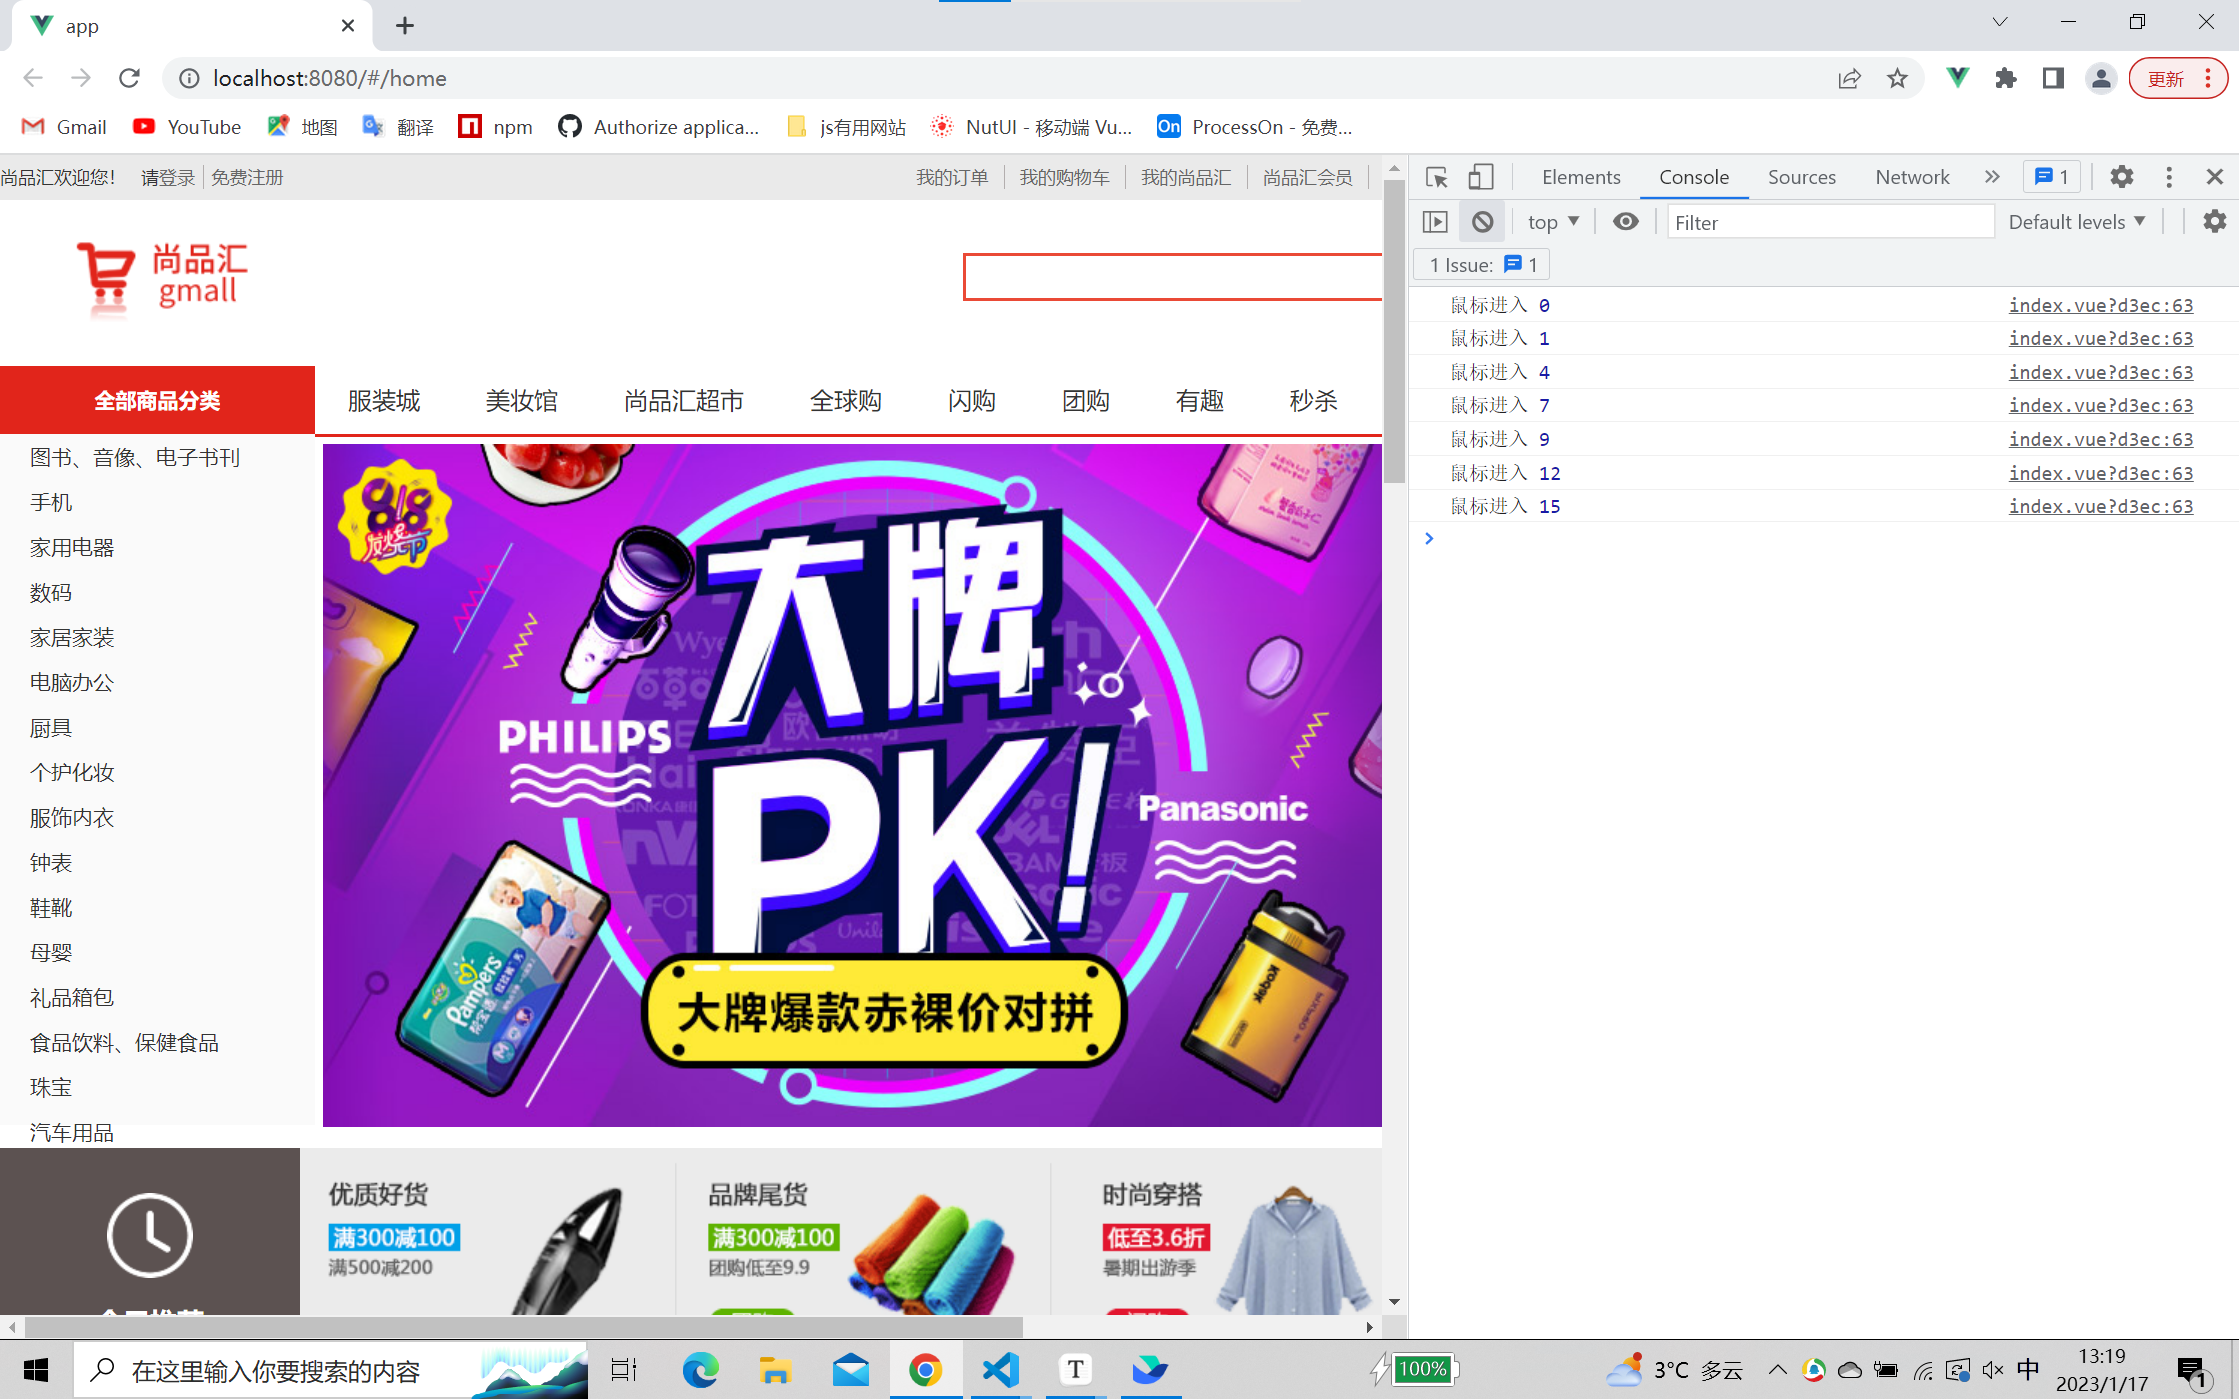 app
localhost:8080/#/home
更新
Gmail YouTube 地图 翻译 npm Authorize applica... js有用网站 NutUI - 移动端 Vu... On ProcessOn - 免费...
尚品汇欢迎您! 请登录 免费注册 我的订单 我的购物车 我的尚品汇 尚品汇会员
尚品汇
gmall
全部商品分类 服装城 美妆馆 尚品汇超市 全球购 闪购 团购 有趣 秒杀
图书、音像、电子书刊
手机
家用电器
数码
家居家装
电脑办公
厨具
个护化妆
服饰内衣
钟表
鞋靴
母婴
礼品箱包
食品饮料、保健食品
珠宝
汽车用品
大牌
PK!
PHILIPS
Panasonic
Pampers
Kodak
大牌爆款赤裸价对拼
优质好货
满300减100
满500减200
品牌尾货
满300减100
团购低至9.9
时尚穿搭
低至3.6折
暑期出游季
Elements Console Sources Network 1
top Filter Default levels
1 Issue: 1
鼠标进入 0 index.vue?d3ec:63
鼠标进入 1 index.vue?d3ec:63
鼠标进入 4 index.vue?d3ec:63
鼠标进入 7 index.vue?d3ec:63
鼠标进入 9 index.vue?d3ec:63
鼠标进入 12 index.vue?d3ec:63
鼠标进入 15 index.vue?d3ec:63
在这里输入你要搜索的内容
T
100%
3°C 多云
中
13:19
2023/1/17
1